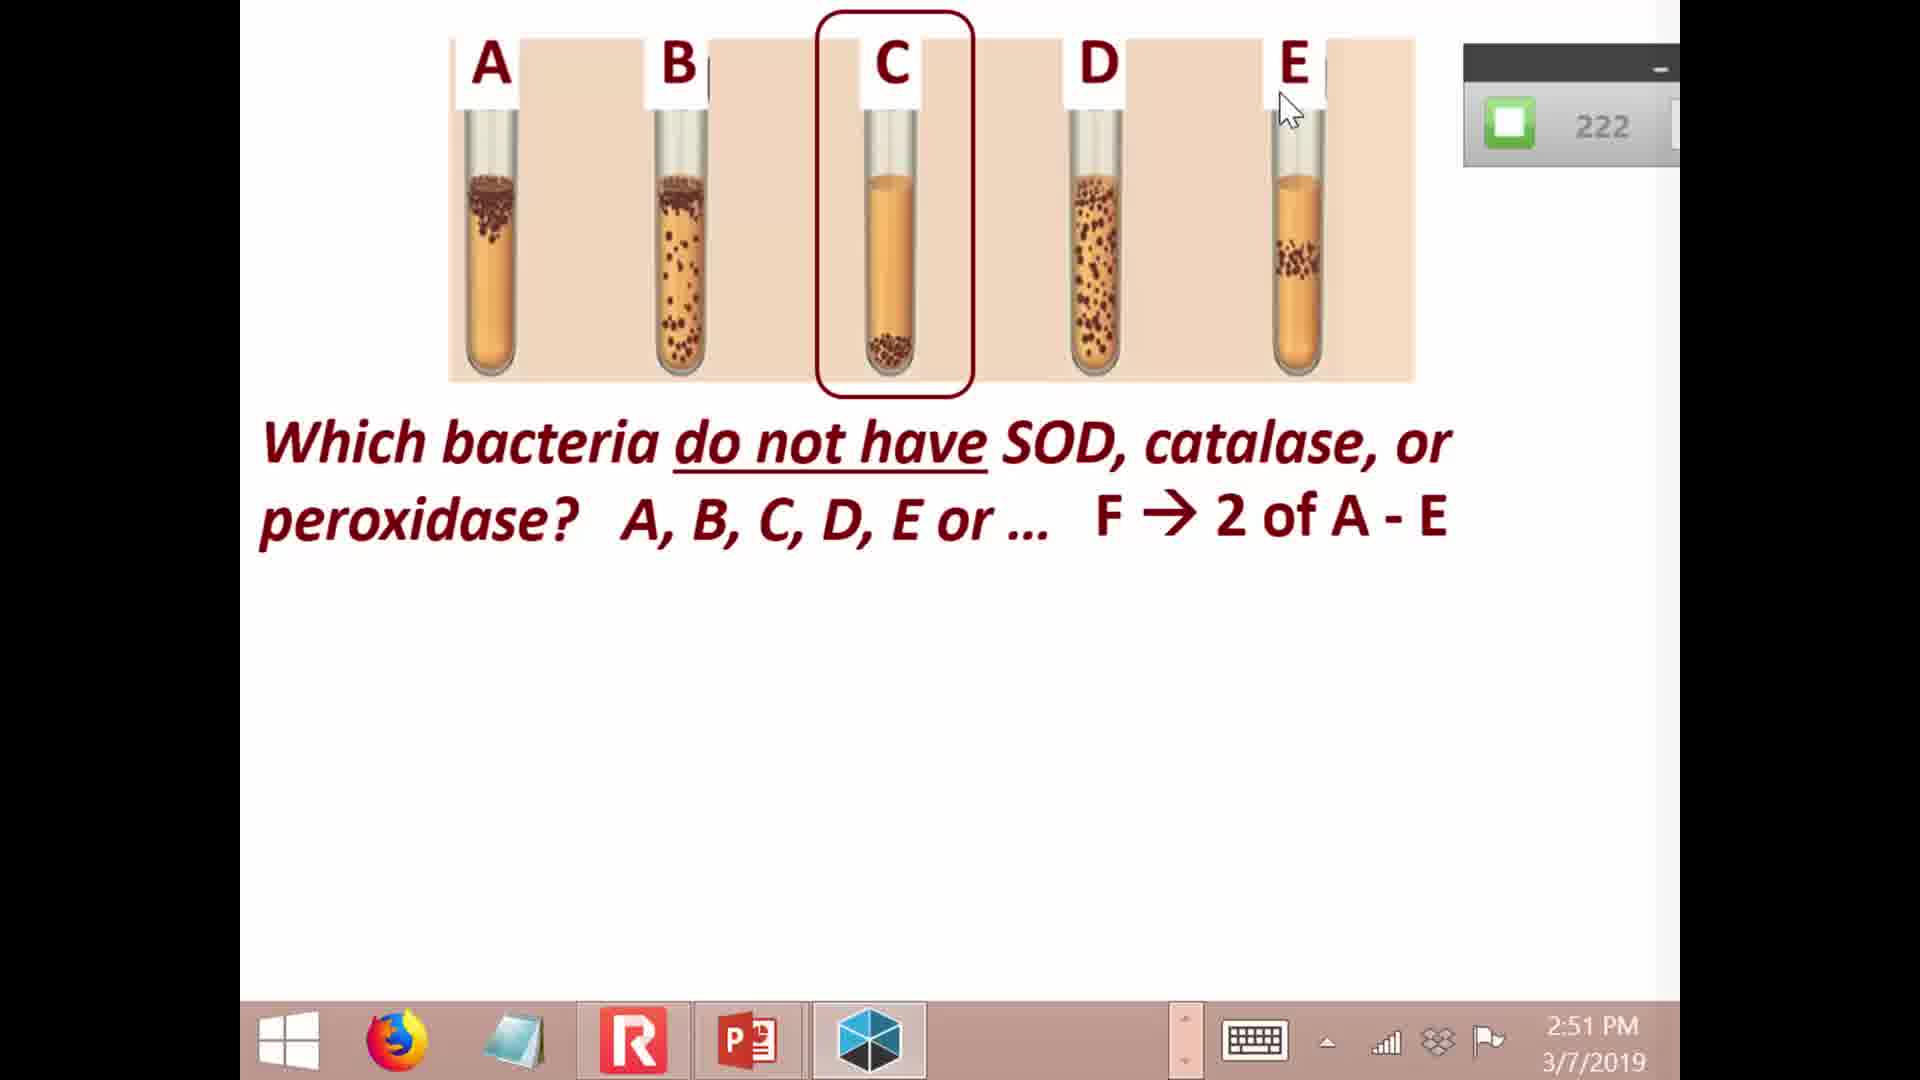 A B C D E
222
Which bacteria do not have SOD, catalase, or
peroxidase? A, B, C, D, E or ... F → 2 of A - E
2:51 PM
3/7/2019